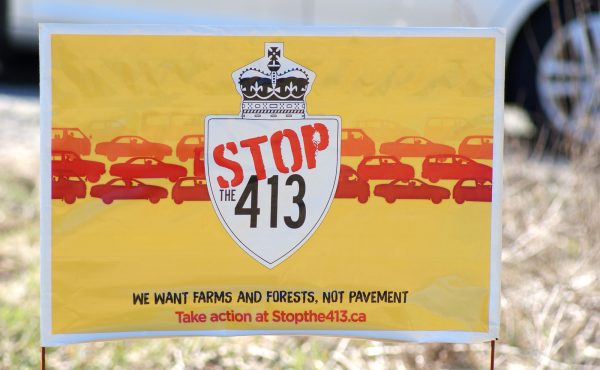 STOP
THE 413
WE WANT FARMS AND FORESTS, NOT PAVEMENT
Take action at Stopthe413.ca